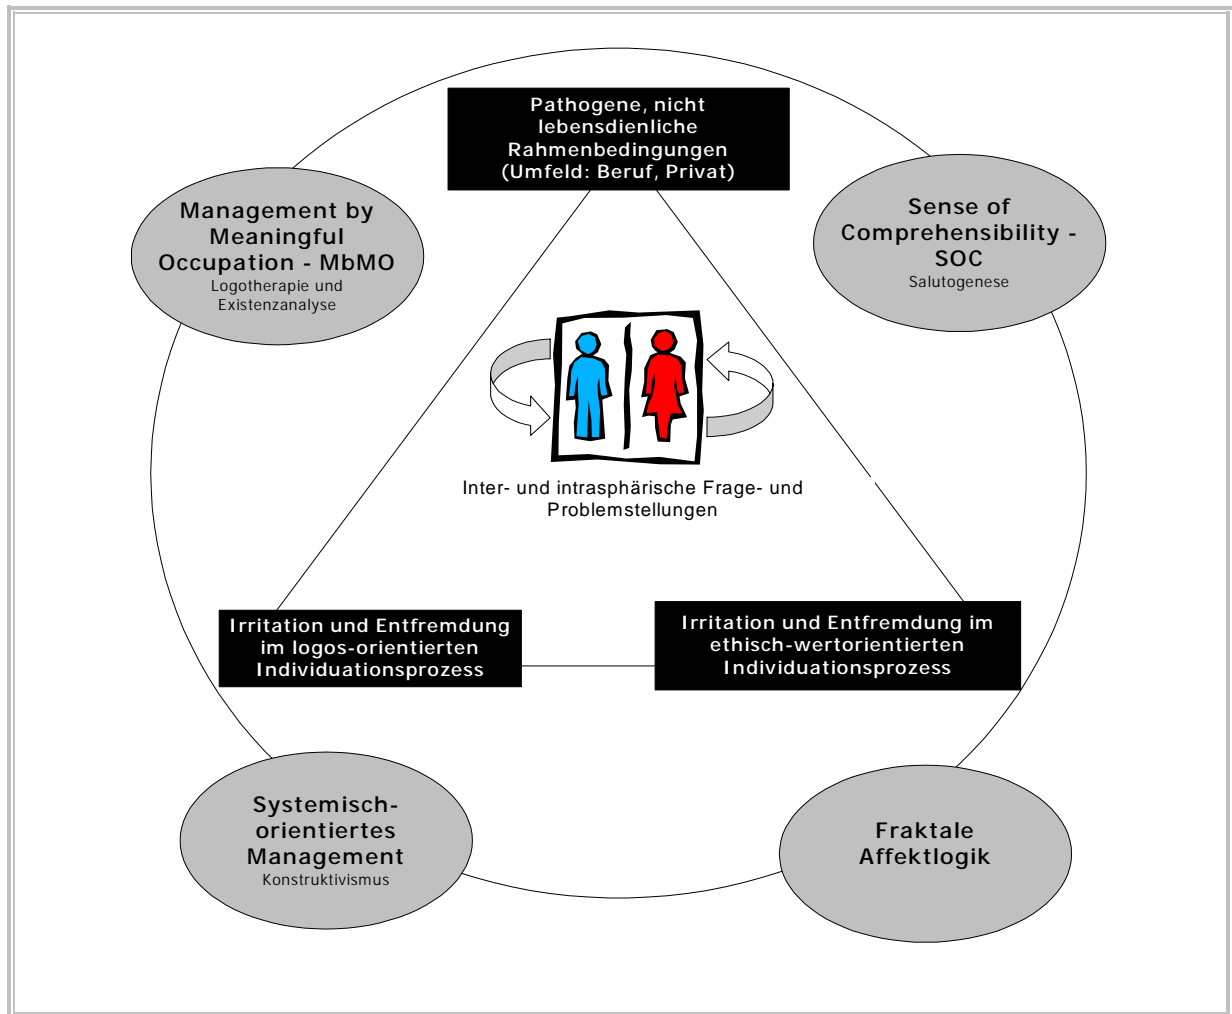 Pathogene, nicht
lebensdienliche
Rahmenbedingungen
(Umfeld: Beruf, Privat)
Management by
Meaningful
Occupation - MbMO
Logotherapie und
Existenzanalyse
Sense of
Comprehensibility -
SOC
Salutogenese
Inter- und intrasphärische Frage- und
Problemstellungen
Irritation und Entfremdung
im logos-orientierten
Individuationsprozess
Irritation und Entfremdung im
ethisch-wertorientierten
Individuationsprozess
Systemisch-
orientiertes
Management
Konstruktivismus
Fraktale
Affektlogik